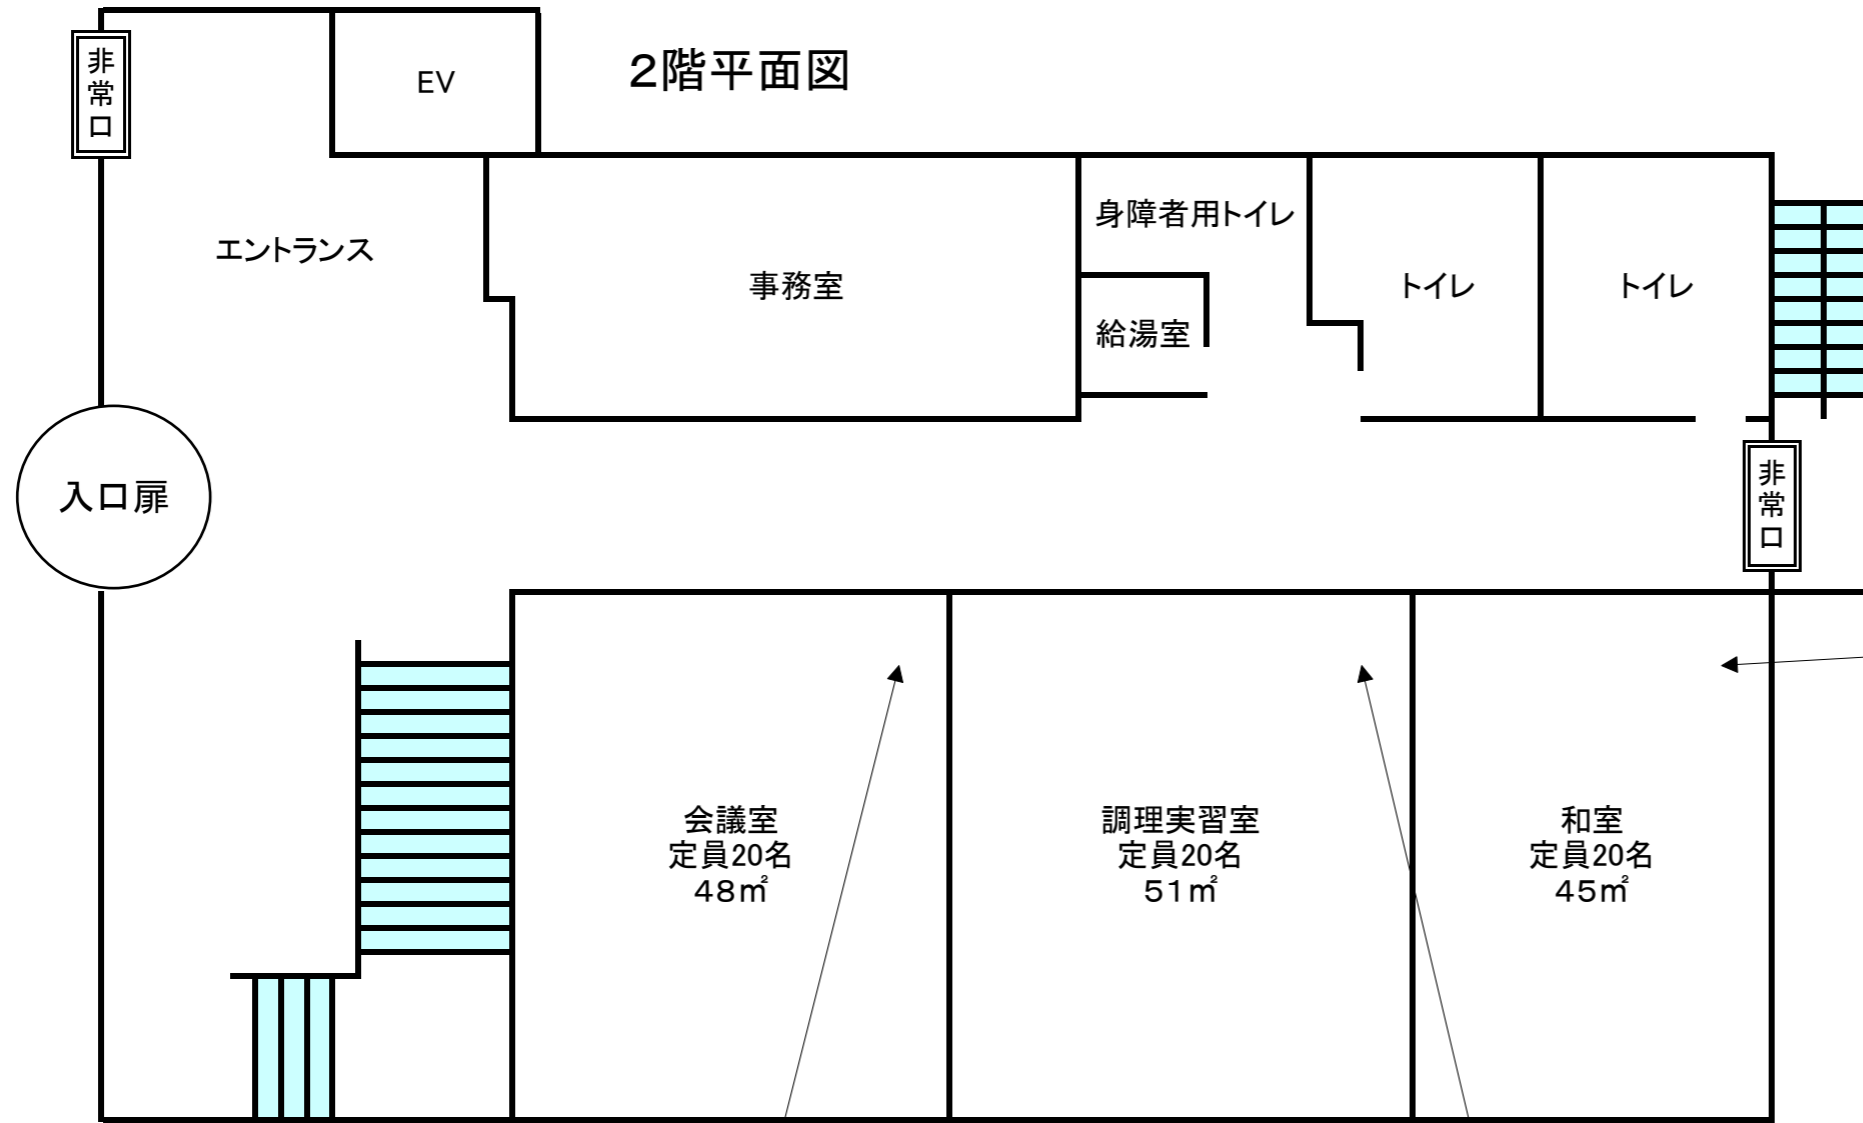 2階平面図
非常口
EV
エントランス
事務室
身障者用トイレ
給湯室
トイレ
トイレ
入口扉
非常口
会議室
定員20名
48㎡
調理実習室
定員20名
51㎡
和室
定員20名
45㎡